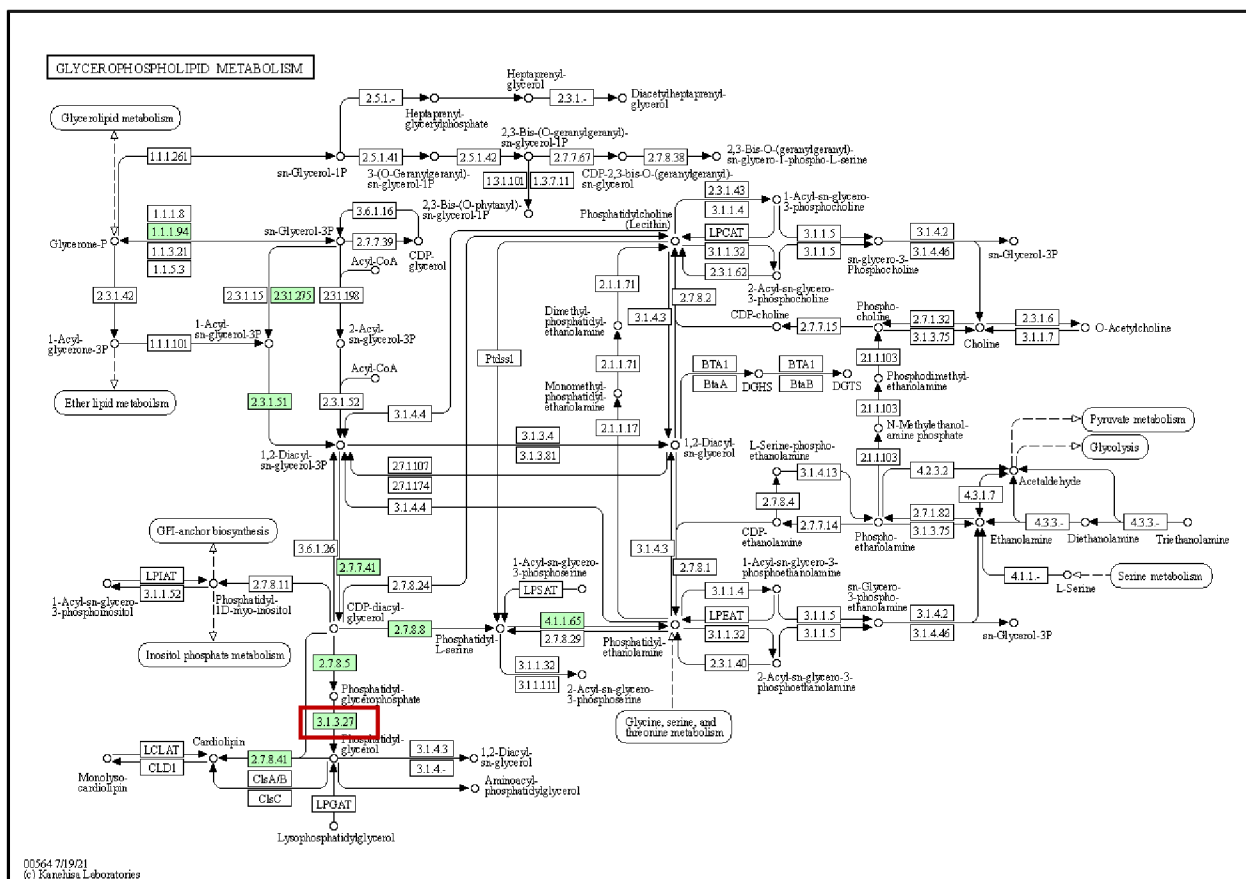 GLYCEROPHOSPHOLIPID METABOLISM
Glycerolipid metabolism
2.5.1.-
Heptaprenyl-
glycerylphosphate
Heptaprenyl-
glycerol
2.3.1.-
Diacetylheptaprenyl-
glycerol
1.1.1.261
sn-Glycerol-1P
2.5.1.41
3-(O-Geranylgeranyl)-
sn-glycerol-1P
2.5.1.42
2,3-Bis-(O-geranylgeranyl)-
sn-glycerol-1P
2.7.7.67
CDP-2,3-bis-O-(geranylgeranyl)-
sn-glycerol
2.7.8.38
2,3-Bis-O-(geranylgeranyl)-
sn-glycero-1-phospho-L-serine
1.3.1.101
1.3.7.11
2,3-Bis-(O-phytanyl)-
sn-glycerol-1P
1.1.1.8
1.1.1.94
1.1.3.21
1.1.5.3
Glycerone-P
sn-Glycerol-3P
3.6.1.16
2.7.7.39
CDP-
glycerol
Phosphatidylcholine
(Lecithin)
2.3.1.43
3.1.1.4
LPCAT
3.1.1.32
2.3.1.62
1-Acyl-sn-glycero-
3-phosphocholine
3.1.1.5
3.1.1.5
2-Acyl-sn-glycero-
3-phosphocholine
sn-glycero-3-
Phosphocholine
3.1.4.2
3.1.4.46
sn-Glycerol-3P
Acyl-CoA
2.3.1.42
2.3.1.15
2.3.1.275
2.3.1.198
1-Acyl-
glycerone-3P
1.1.1.101
1-Acyl-
sn-glycerol-3P
2-Acyl-
sn-glycerol-3P
Acyl-CoA
Ether lipid metaboilsm
2.3.1.51
2.3.1.52
3.1.4.4
Ptdss1
2.1.1.71
Dimethyl-
phosphatidyl-
ethanolamine
2.1.1.71
Monomethyl-
phosphatidyl-
ethanolamine
2.1.1.17
3.1.4.3
2.7.8.2
CDP-choline
2.7.7.15
Phospho-
choline
2.7.1.32
3.1.3.75
Choline
2.3.1.6
3.1.1.7
O-Acetylcholine
BTA1
BtaA
DGHS
BTA1
BtaB
DGTS
2.1.1.103
Phosphodimethyl-
ethanolamine
2.1.1.103
N-Methylethanol-
amine phosphate
2.1.1.103
1,2-Diacyl-
sn-glycerol-3P
3.1.3.4
3.1.3.81
1,2-Diacyl-
sn-glycerol
2.7.1.107
2.7.1.174
3.1.4.4
L-Serine-phospho-
ethanolamine
3.1.4.13
2.7.8.4
CDP-
ethanolamine
2.7.7.14
Phospho-
ethanolamine
2.7.1.82
3.1.3.75
4.2.3.2
4.3.1.7
Acetaldehyde
Pyruvate metabolism
Glycolysis
4.3.3.-
4.3.3.-
Ethanolamine
Diethanolamine
Triethanolamine
4.1.1.-
L-Serine
Serine metabolism
GPI-anchor biosynthesis
3.6.1.26
2.7.7.41
2.7.8.24
3.1.4.3
2.7.8.1
LPIAT
3.1.1.52
1-Acyl-sn-glycero-
3-phosphoinositol
Phosphatidyl-
1D-myo-inositol
2.7.8.11
CDP-diacyl-
glycerol
Inositol phosphate metabolism
2.7.8.8
Phosphatidyl-
L-serine
1-Acyl-sn-glycero-
3-phosphoserine
LPSAT
4.1.1.65
2.7.8.29
3.1.1.32
3.1.1.111
2-Acyl-sn-glycero-
3-phosphoserine
Phosphatidyl-
ethanolamine
1-Acyl-sn-glycero-
3-phosphoethanolamine
3.1.1.4
LPEAT
3.1.1.32
2.3.1.40
3.1.1.5
3.1.1.5
2-Acyl-sn-glycero-3-
phosphoethanolamine
sn-Glycero-
3-phospho-
ethanolamine
3.1.4.2
3.1.4.46
sn-Glycerol-3P
Glycine, serine, and
threonine metabolism
2.7.8.5
Phosphatidyl-
glycerophosphate
3.1.3.27
Phosphatidyl-
glycerol
LCLAT
CLD1
Monolyso-
cardiolipin
Cardiolipin
2.7.8.41
ClsA/B
ClsC
LPGAT
Lysophosphatidylglycerol
3.1.4.3
3.1.4.-
1,2-Diacyl-
sn-glycerol
Aminoacyl-
phosphatidylglycerol
00564 7/19/21
(c) Kanehisa Laboratories